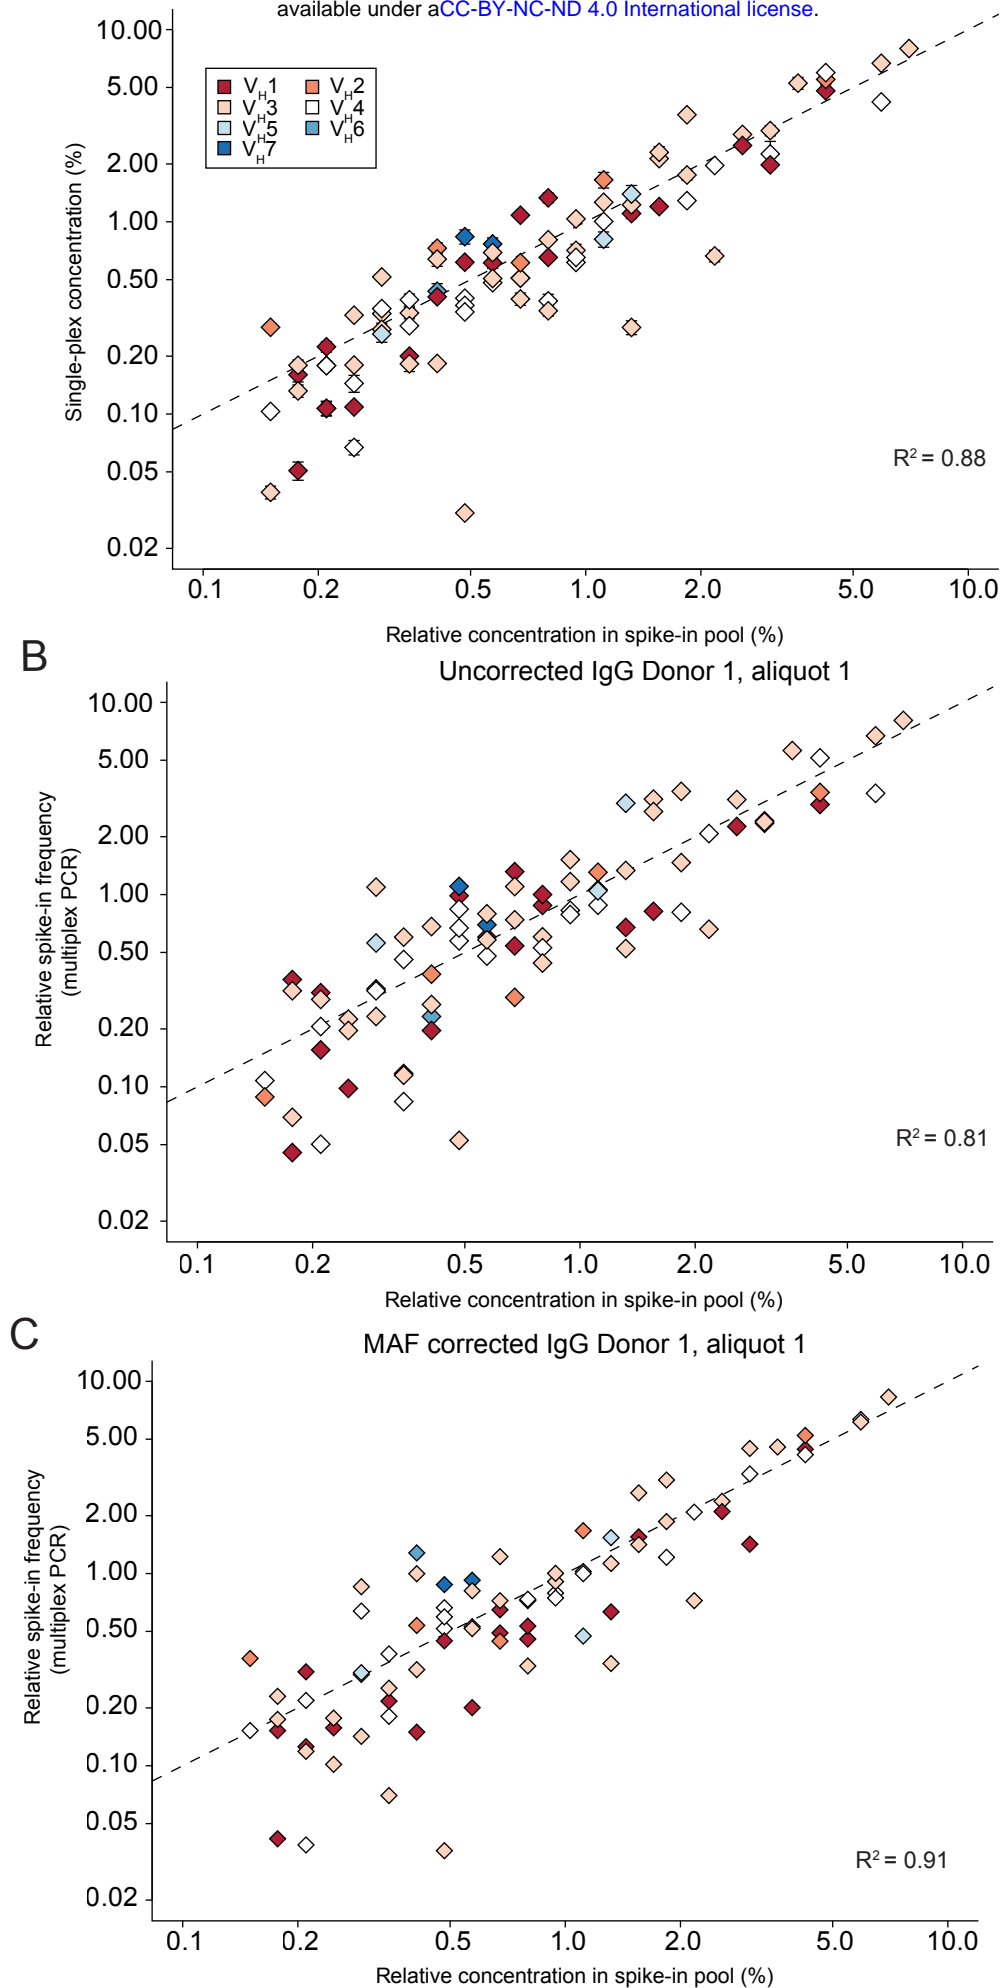 available under aCC-BY-NC-ND 4.0 International license.
10.00
5.00
2.00
1.00
0.50
0.20
0.10
0.05
0.02
Single-plex concentration (%)
VH1 VH2
VH3 VH4
VH5 VH6
VH7
R2 = 0.88
0.1 0.2 0.5 1.0 2.0 5.0 10.0
Relative concentration in spike-in pool (%)
B
Uncorrected IgG Donor 1, aliquot 1
10.00
5.00
2.00
1.00
0.50
0.20
0.10
0.05
0.02
Relative spike-in frequency
(multiplex PCR)
R2 = 0.81
0.1 0.2 0.5 1.0 2.0 5.0 10.0
Relative concentration in spike-in pool (%)
C
MAF corrected IgG Donor 1, aliquot 1
10.00
5.00
2.00
1.00
0.50
0.20
0.10
0.05
0.02
Relative spike-in frequency
(multiplex PCR)
R2 = 0.91
0.1 0.2 0.5 1.0 2.0 5.0 10.0
Relative concentration in spike-in pool (%)